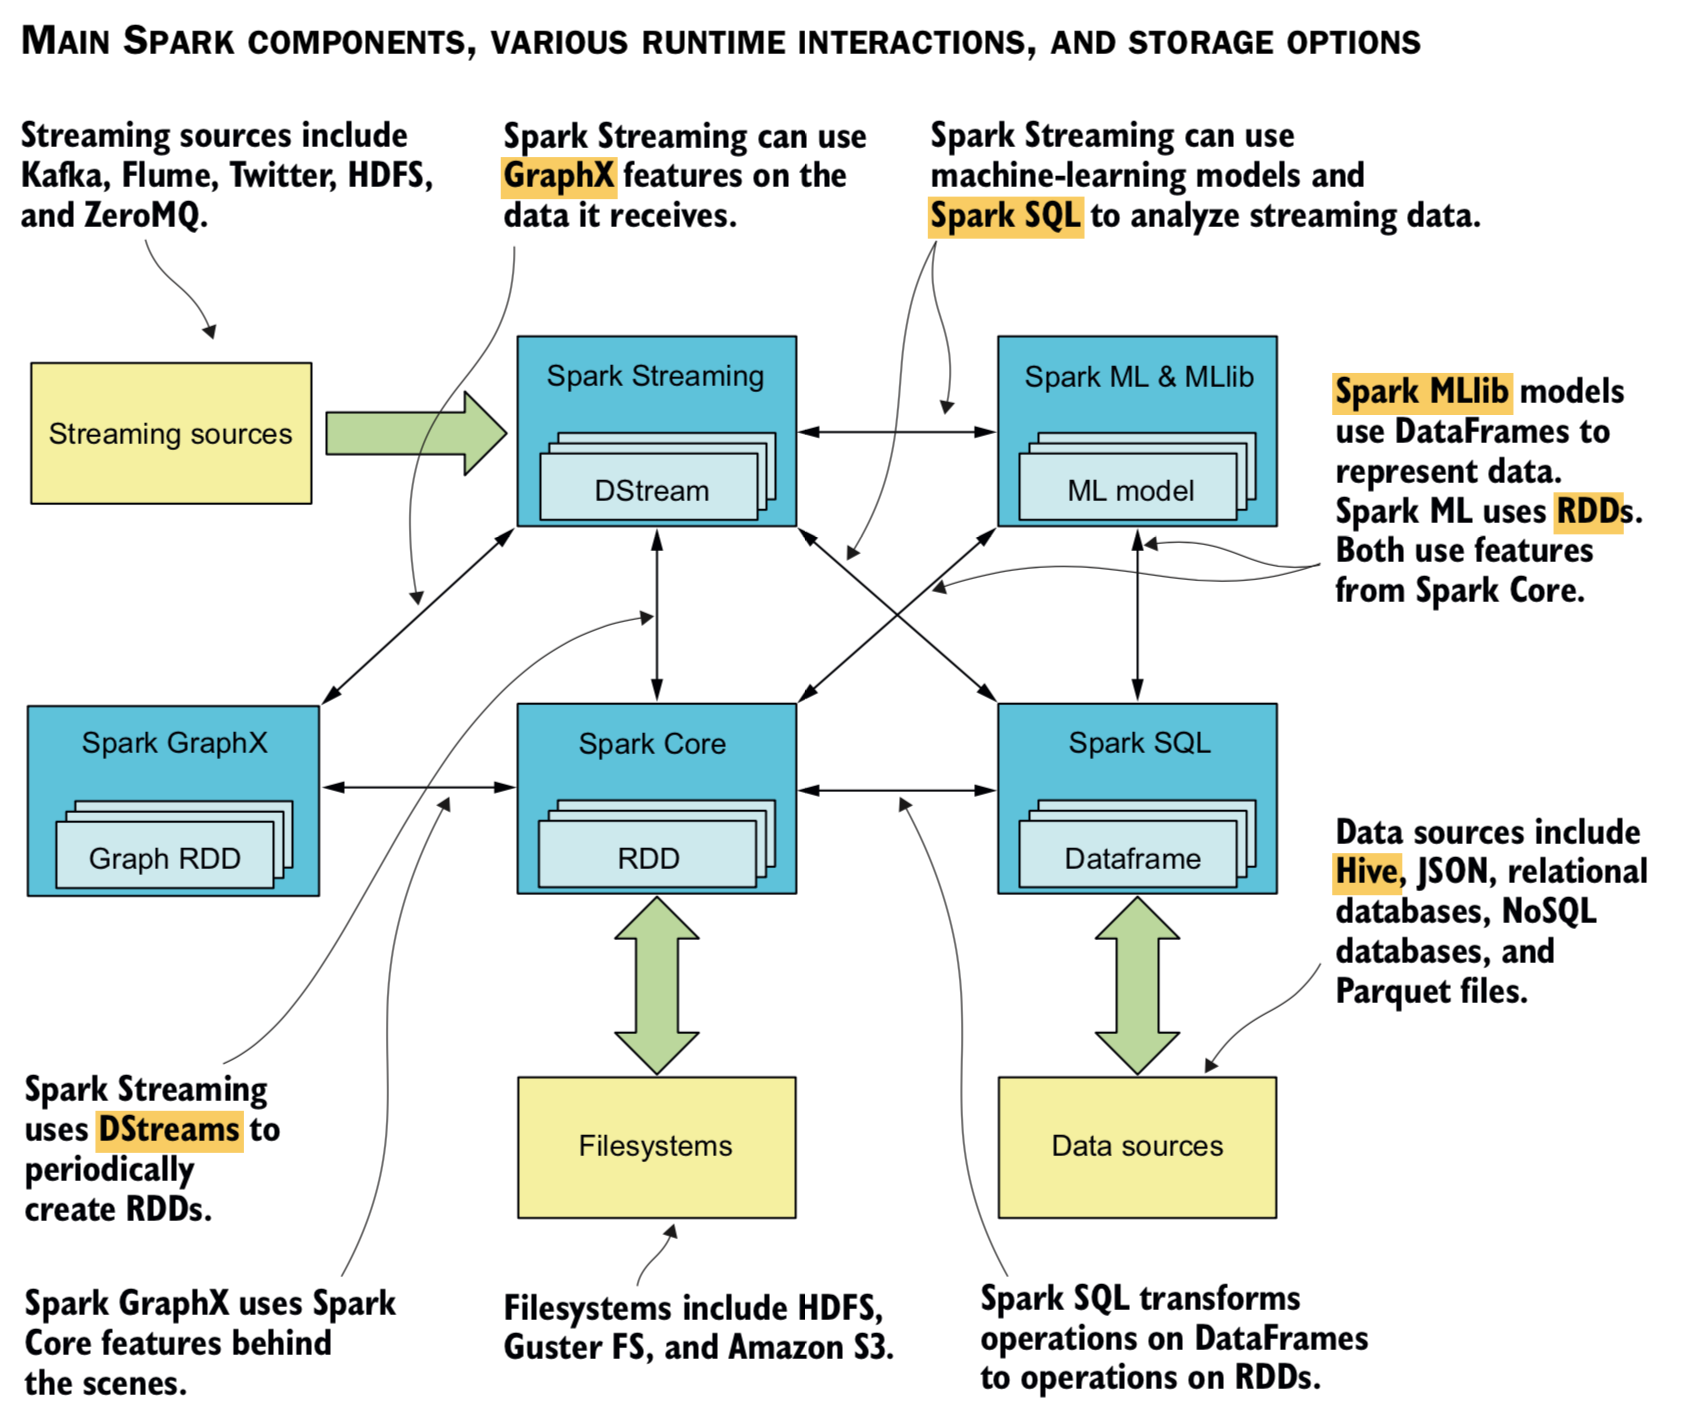 MAIN SPARK COMPONENTS, VARIOUS RUNTIME INTERACTIONS, AND STORAGE OPTIONS
Streaming sources include
Kafka, Flume, Twitter, HDFS,
and ZeroMQ.
Spark Streaming can use
GraphX features on the
data it receives.
Spark Streaming can use
machine-learning models and
Spark SQL to analyze streaming data.
Streaming sources
Spark Streaming
DStream
Spark ML & MLlib
ML model
Spark MLlib models
use DataFrames to
represent data.
Spark ML uses RDDs.
Both use features
from Spark Core.
Spark GraphX
Graph RDD
Spark Core
RDD
Spark SQL
Dataframe
Data sources include
Hive, JSON, relational
databases, NoSQL
databases, and
Parquet files.
Spark Streaming
uses DStreams to
periodically
create RDDs.
Filesystems
Data sources
Spark GraphX uses Spark
Core features behind
the scenes.
Filesystems include HDFS,
Guster FS, and Amazon S3.
Spark SQL transforms
operations on DataFrames
to operations on RDDs.